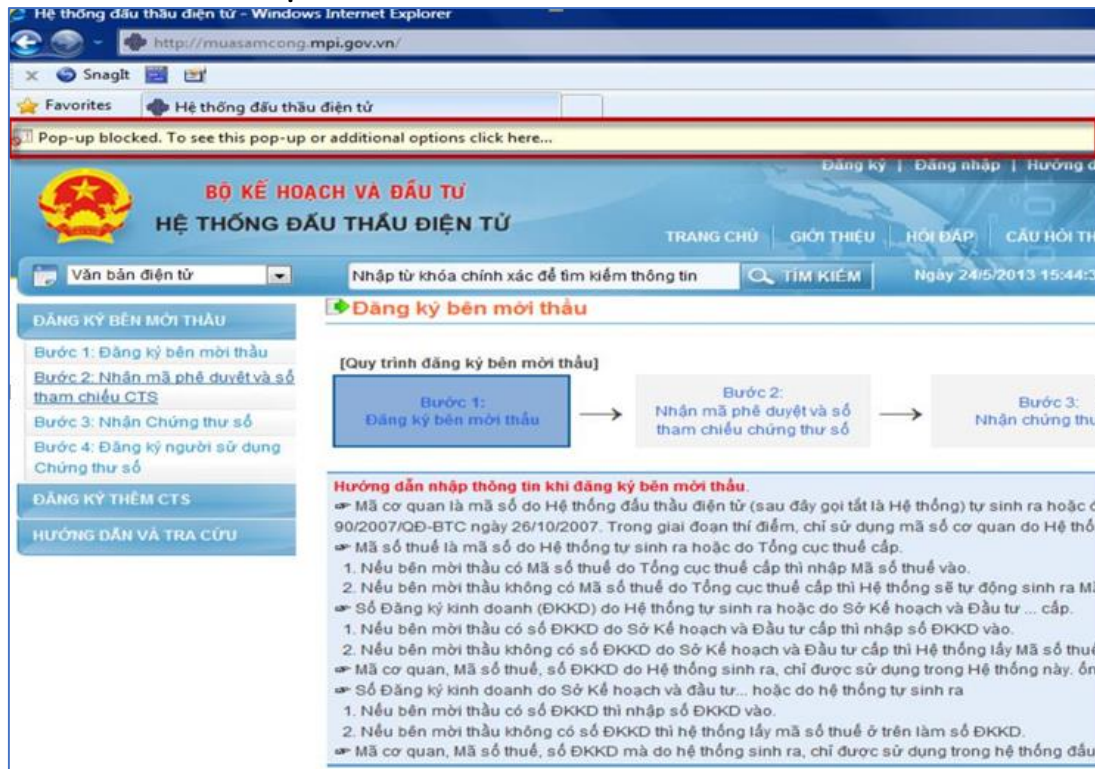 Hệ thống đấu thầu điện tử - Windows Internet Explorer
http://muasamcong.mpi.gov.vn/
x SnagIt
Favorites Hệ thống đấu thầu điện tử
Pop-up blocked. To see this pop-up or additional options click here...
Đăng ký | Đăng nhập | Hướng
BỘ KẾ HOẠCH VÀ ĐẦU TƯ
HỆ THỐNG ĐẤU THẦU ĐIỆN TỬ
TRANG CHỦ GIỚI THIỆU HỎI ĐÁP CÂU HỎI
Văn bản điện tử Nhập từ khóa chính xác để tìm kiếm thông tin TÌM KIẾM Ngày 24/5/2013 15:44:3
ĐĂNG KÝ BÊN MỜI THẦU
Bước 1: Đăng ký bên mời thầu
Bước 2: Nhận mã phê duyệt và số
tham chiếu CTS
Bước 3: Nhận Chứng thư số
Bước 4: Đăng ký người sử dụng
Chứng thư số
ĐĂNG KÝ THÊM CTS
HƯỚNG DẪN VÀ TRA CỨU
Đăng ký bên mời thầu
[Quy trình đăng ký bên mời thầu]
Bước 1:
Đăng ký bên mời thầu
Bước 2:
Nhận mã phê duyệt và số
tham chiếu chứng thư số
Bước 3:
Nhận chứng thư
Hướng dẫn nhập thông tin khi đăng ký bên mời thầu.
Mã cơ quan là mã số do Hệ thống đấu thầu điện tử (sau đây gọi tắt là Hệ thống) tự sinh ra hoặc
90/2007/QĐ-BTC ngày 26/10/2007. Trong giai đoạn thí điểm, chỉ sử dụng mã số cơ quan do Hệ thố
Mã số thuế là mã số do Hệ thống tự sinh ra hoặc do Tổng cục thuế cấp.
1. Nếu bên mời thầu có Mã số thuế do Tổng cục thuế cấp thì nhập Mã số thuế vào.
2. Nếu bên mời thầu không có Mã số thuế do Tổng cục thuế cấp thì Hệ thống sẽ tự động sinh ra
Số Đăng ký kinh doanh (ĐKKD) do Hệ thống tự sinh ra hoặc do Sở Kế hoạch và Đầu tư ... cấp.
1. Nếu bên mời thầu có số ĐKKD do Sở Kế hoạch và Đầu tư cấp thì nhập số ĐKKD vào.
2. Nếu bên mời thầu không có số ĐKKD do Sở Kế hoạch và Đầu tư cấp thì Hệ thống lấy Mã số thuế
Mã cơ quan, Mã số thuế, số ĐKKD do Hệ thống sinh ra, chỉ được sử dụng trong Hệ thống này.
Số Đăng ký kinh doanh do Sở Kế hoạch và đầu tư... hoặc do hệ thống tự sinh ra
1. Nếu bên mời thầu có số ĐKKD thì nhập số ĐKKD vào.
2. Nếu bên mời thầu không có số ĐKKD thì hệ thống lấy mã số thuế ở trên làm số ĐKKD.
Mã cơ quan, Mã số thuế, số ĐKKD mà do hệ thống sinh ra, chỉ được sử dụng trong hệ thống đấu